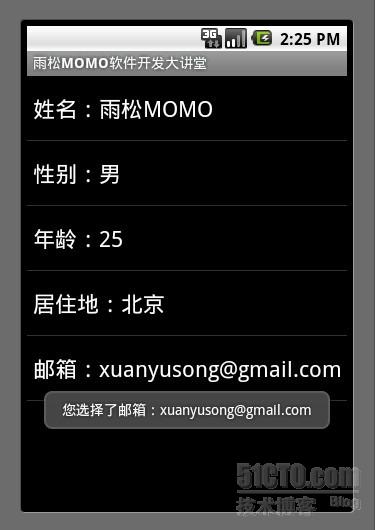 3G 2:25 PM
雨松MOMO软件开发大讲堂
姓名：雨松MOMO
性别：男
年龄：25
居住地：北京
邮箱：xuanyusong@gmail.com
您选择了邮箱：xuanyusong@gmail.com
51CTO.com
技术博客 Blog